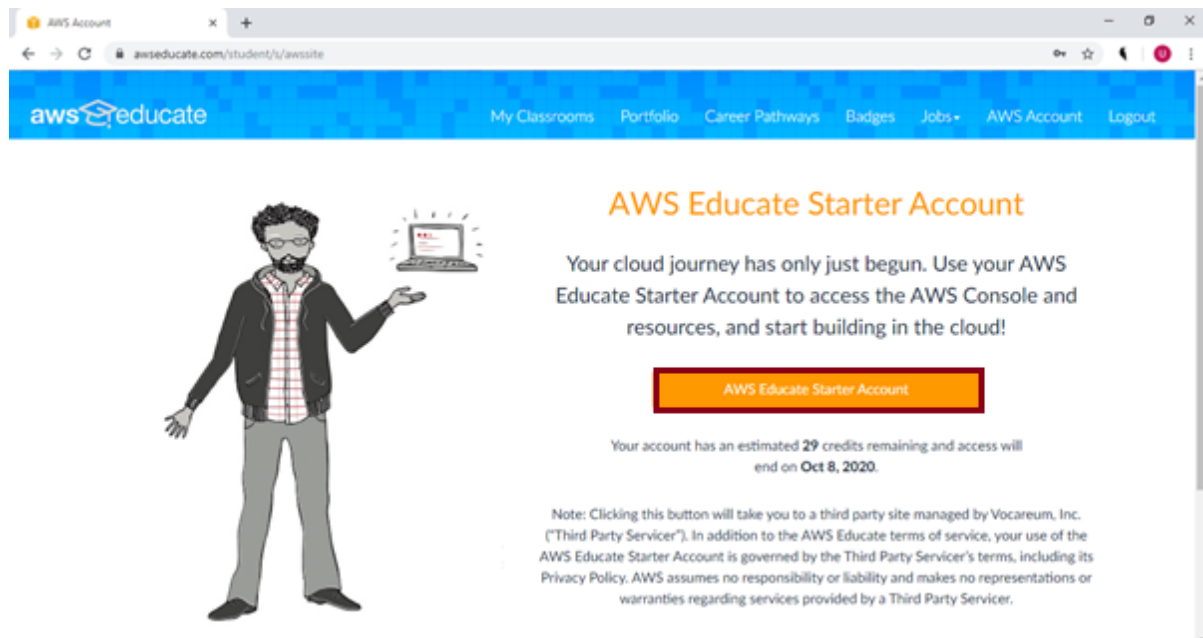 AWS Account
awseducate.com/student/s/awssite
U
aws educate
My Classrooms Portfolio Career Pathways Badges Jobs AWS Account Logout
AWS Educate Starter Account
Your cloud journey has only just begun. Use your AWS
Educate Starter Account to access the AWS Console and
resources, and start building in the cloud!
AWS Educate Starter Account
Your account has an estimated 29 credits remaining and access will
end on Oct 8, 2020.
Note: Clicking this button will take you to a third party site managed by Vocareum, Inc.
("Third Party Servicer"). In addition to the AWS Educate terms of service, your use of the
AWS Educate Starter Account is governed by the Third Party Servicer's terms, including its
Privacy Policy. AWS assumes no responsibility or liability and makes no representations or
warranties regarding services provided by a Third Party Servicer.